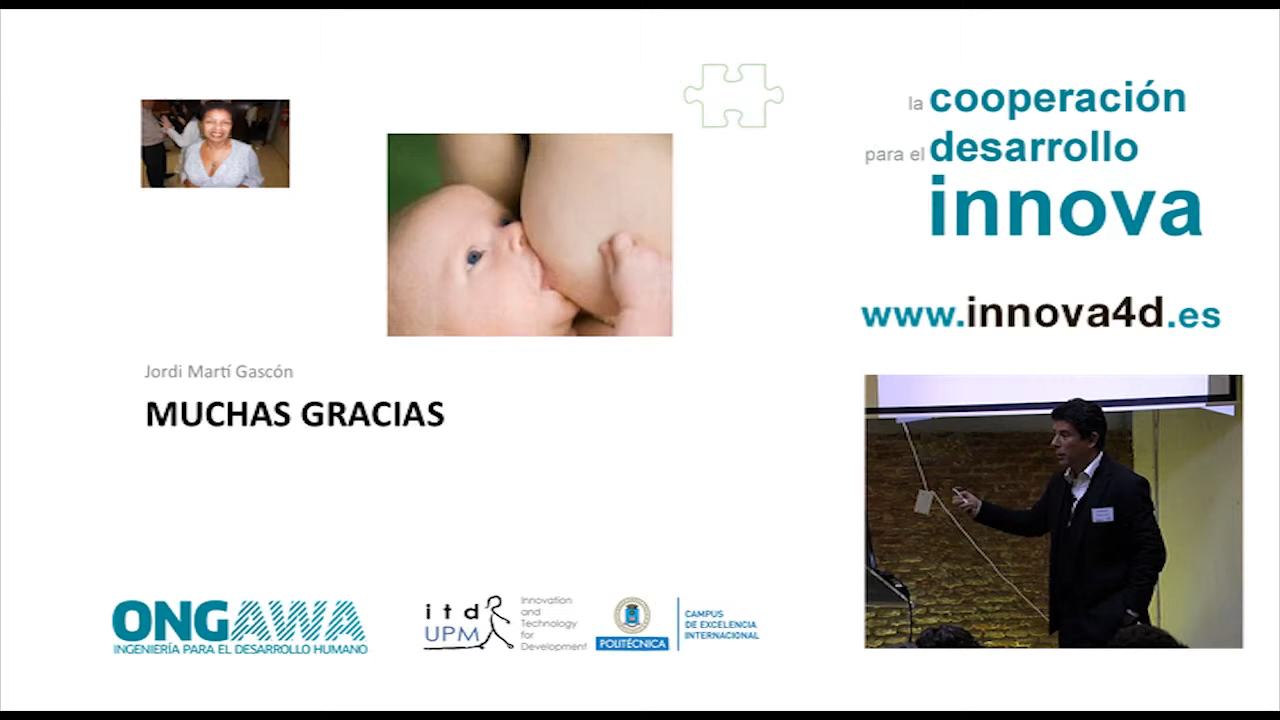 la cooperación
para el desarrollo
innova
www.innova4d.es
Jordi Martí Gascón
MUCHAS GRACIAS
ONGAWA
INGENIERÍA PARA EL DESARROLLO HUMANO
itd
UPM
Innovation
and
Technology
for
Development
POLITÉCNICA
CAMPUS
DE EXCELENCIA
INTERNACIONAL